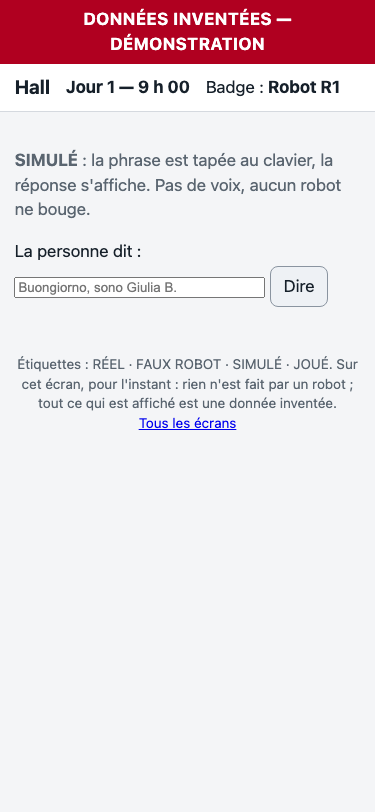 DONNÉES INVENTÉES —
DÉMONSTRATION
Hall Jour 1 — 9 h 00 Badge : Robot R1
SIMULÉ : la phrase est tapée au clavier, la
réponse s'affiche. Pas de voix, aucun robot
ne bouge.
La personne dit :
Buongiorno, sono Giulia B. Dire
Étiquettes : RÉEL · FAUX ROBOT · SIMULÉ · JOUÉ. Sur
cet écran, pour l'instant : rien n'est fait par un robot ;
tout ce qui est affiché est une donnée inventée.
Tous les écrans